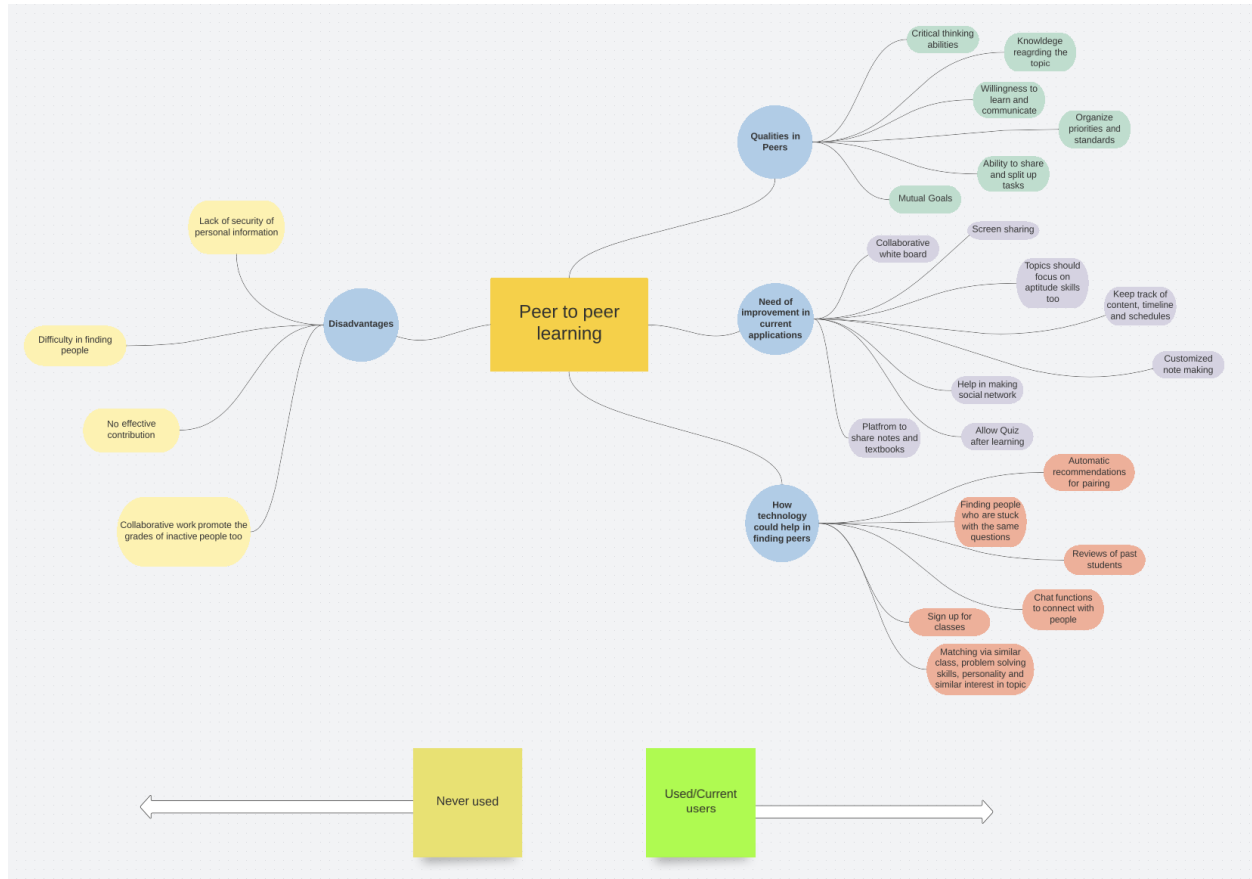 Critical thinking
abilities
Knowldege
reagrding the
topic
Willingness to
learn and
communicate
Organize
priorities and
standards
Qualities in
Peers
Ability to share
and split up
tasks
Mutual Goals
Lack of security of
personal information
Screen sharing
Collaborative
white board
Topics should
focus on
aptitude skills
too
Keep track of
content, timeline
and schedules
Peer to peer
learning
Need of
improvement in
current
applications
Disadvantages
Difficulty in finding
people
Customized
note making
Help in making
social network
No effective
contribution
Platfrom to
share notes and
textbooks
Allow Quiz
after learning
Automatic
recommendations
for pairing
How
technology
could help in
finding peers
Finding people
who are stuck
with the same
questions
Collaborative work promote the
grades of inactive people too
Reviews of past
students
Chat functions
to connect with
people
Sign up for
classes
Matching via similar
class, problem solving
skills, personality and
similar interest in topic
Never used
Used/Current
users